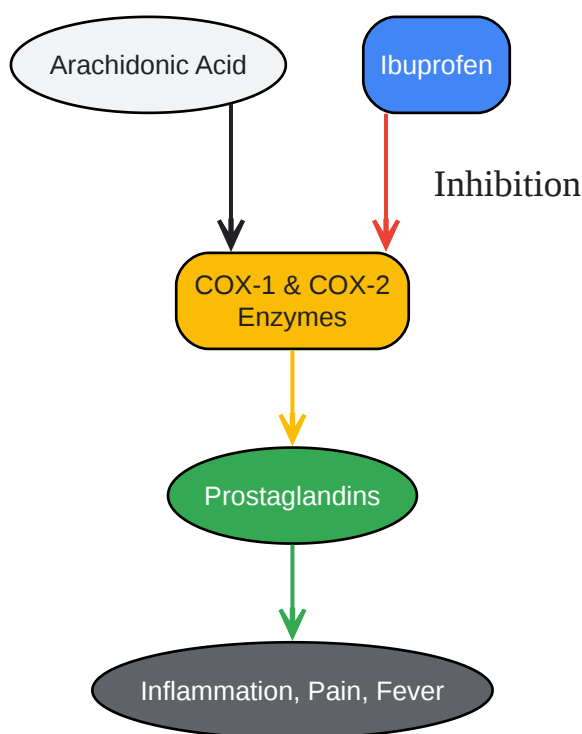 Arachidonic Acid
Ibuprofen
Inhibition
COX-1 & COX-2
Enzymes
Prostaglandins
Inflammation, Pain, Fever